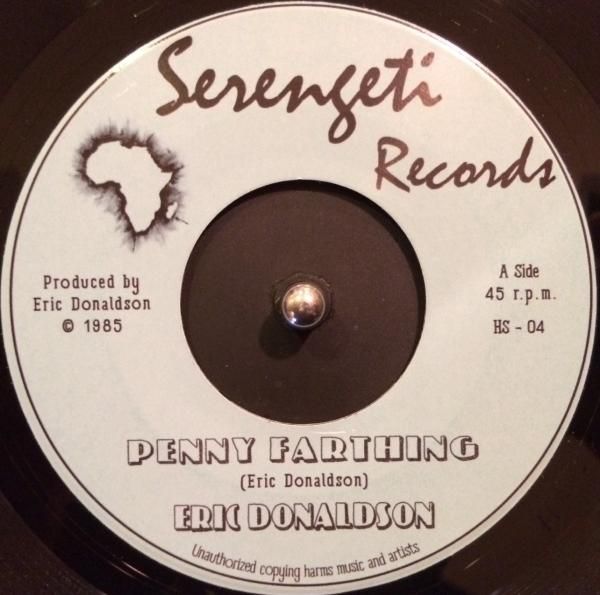 Serengeti
Records
Produced by
Eric Donaldson
© 1985
A Side
45 r.p.m.
HS - 04
PENNY FARTHING
(Eric Donaldson)
ERIC DONALDSON
Unauthorized copying harms music and artists